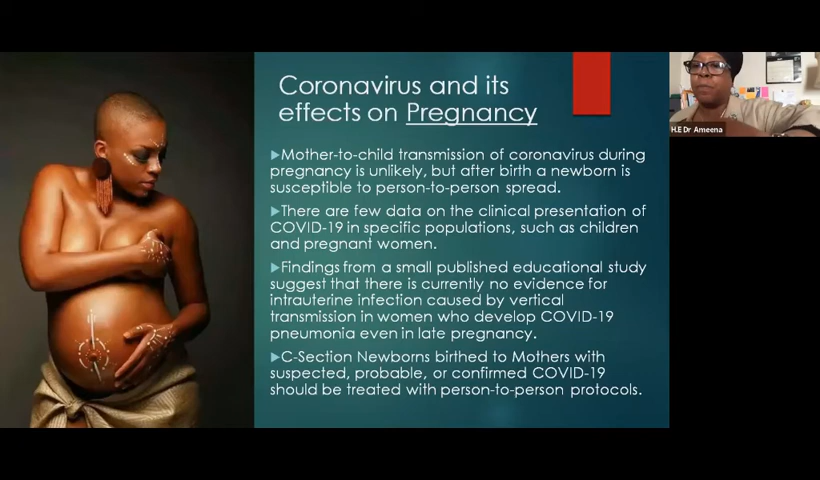 Coronavirus and its
effects on Pregnancy
Mother-to-child transmission of coronavirus during
pregnancy is unlikely, but after birth a newborn is
susceptible to person-to-person spread.
There are few data on the clinical presentation of
COVID-19 in specific populations, such as children
and pregnant women.
Findings from a small published educational study
suggest that there is currently no evidence for
intrauterine infection caused by vertical
transmission in women who develop COVID-19
pneumonia even in late pregnancy.
C-Section Newborns birthed to Mothers with
suspected, probable, or confirmed COVID-19
should be treated with person-to-person protocols.
H.E Dr Ameena